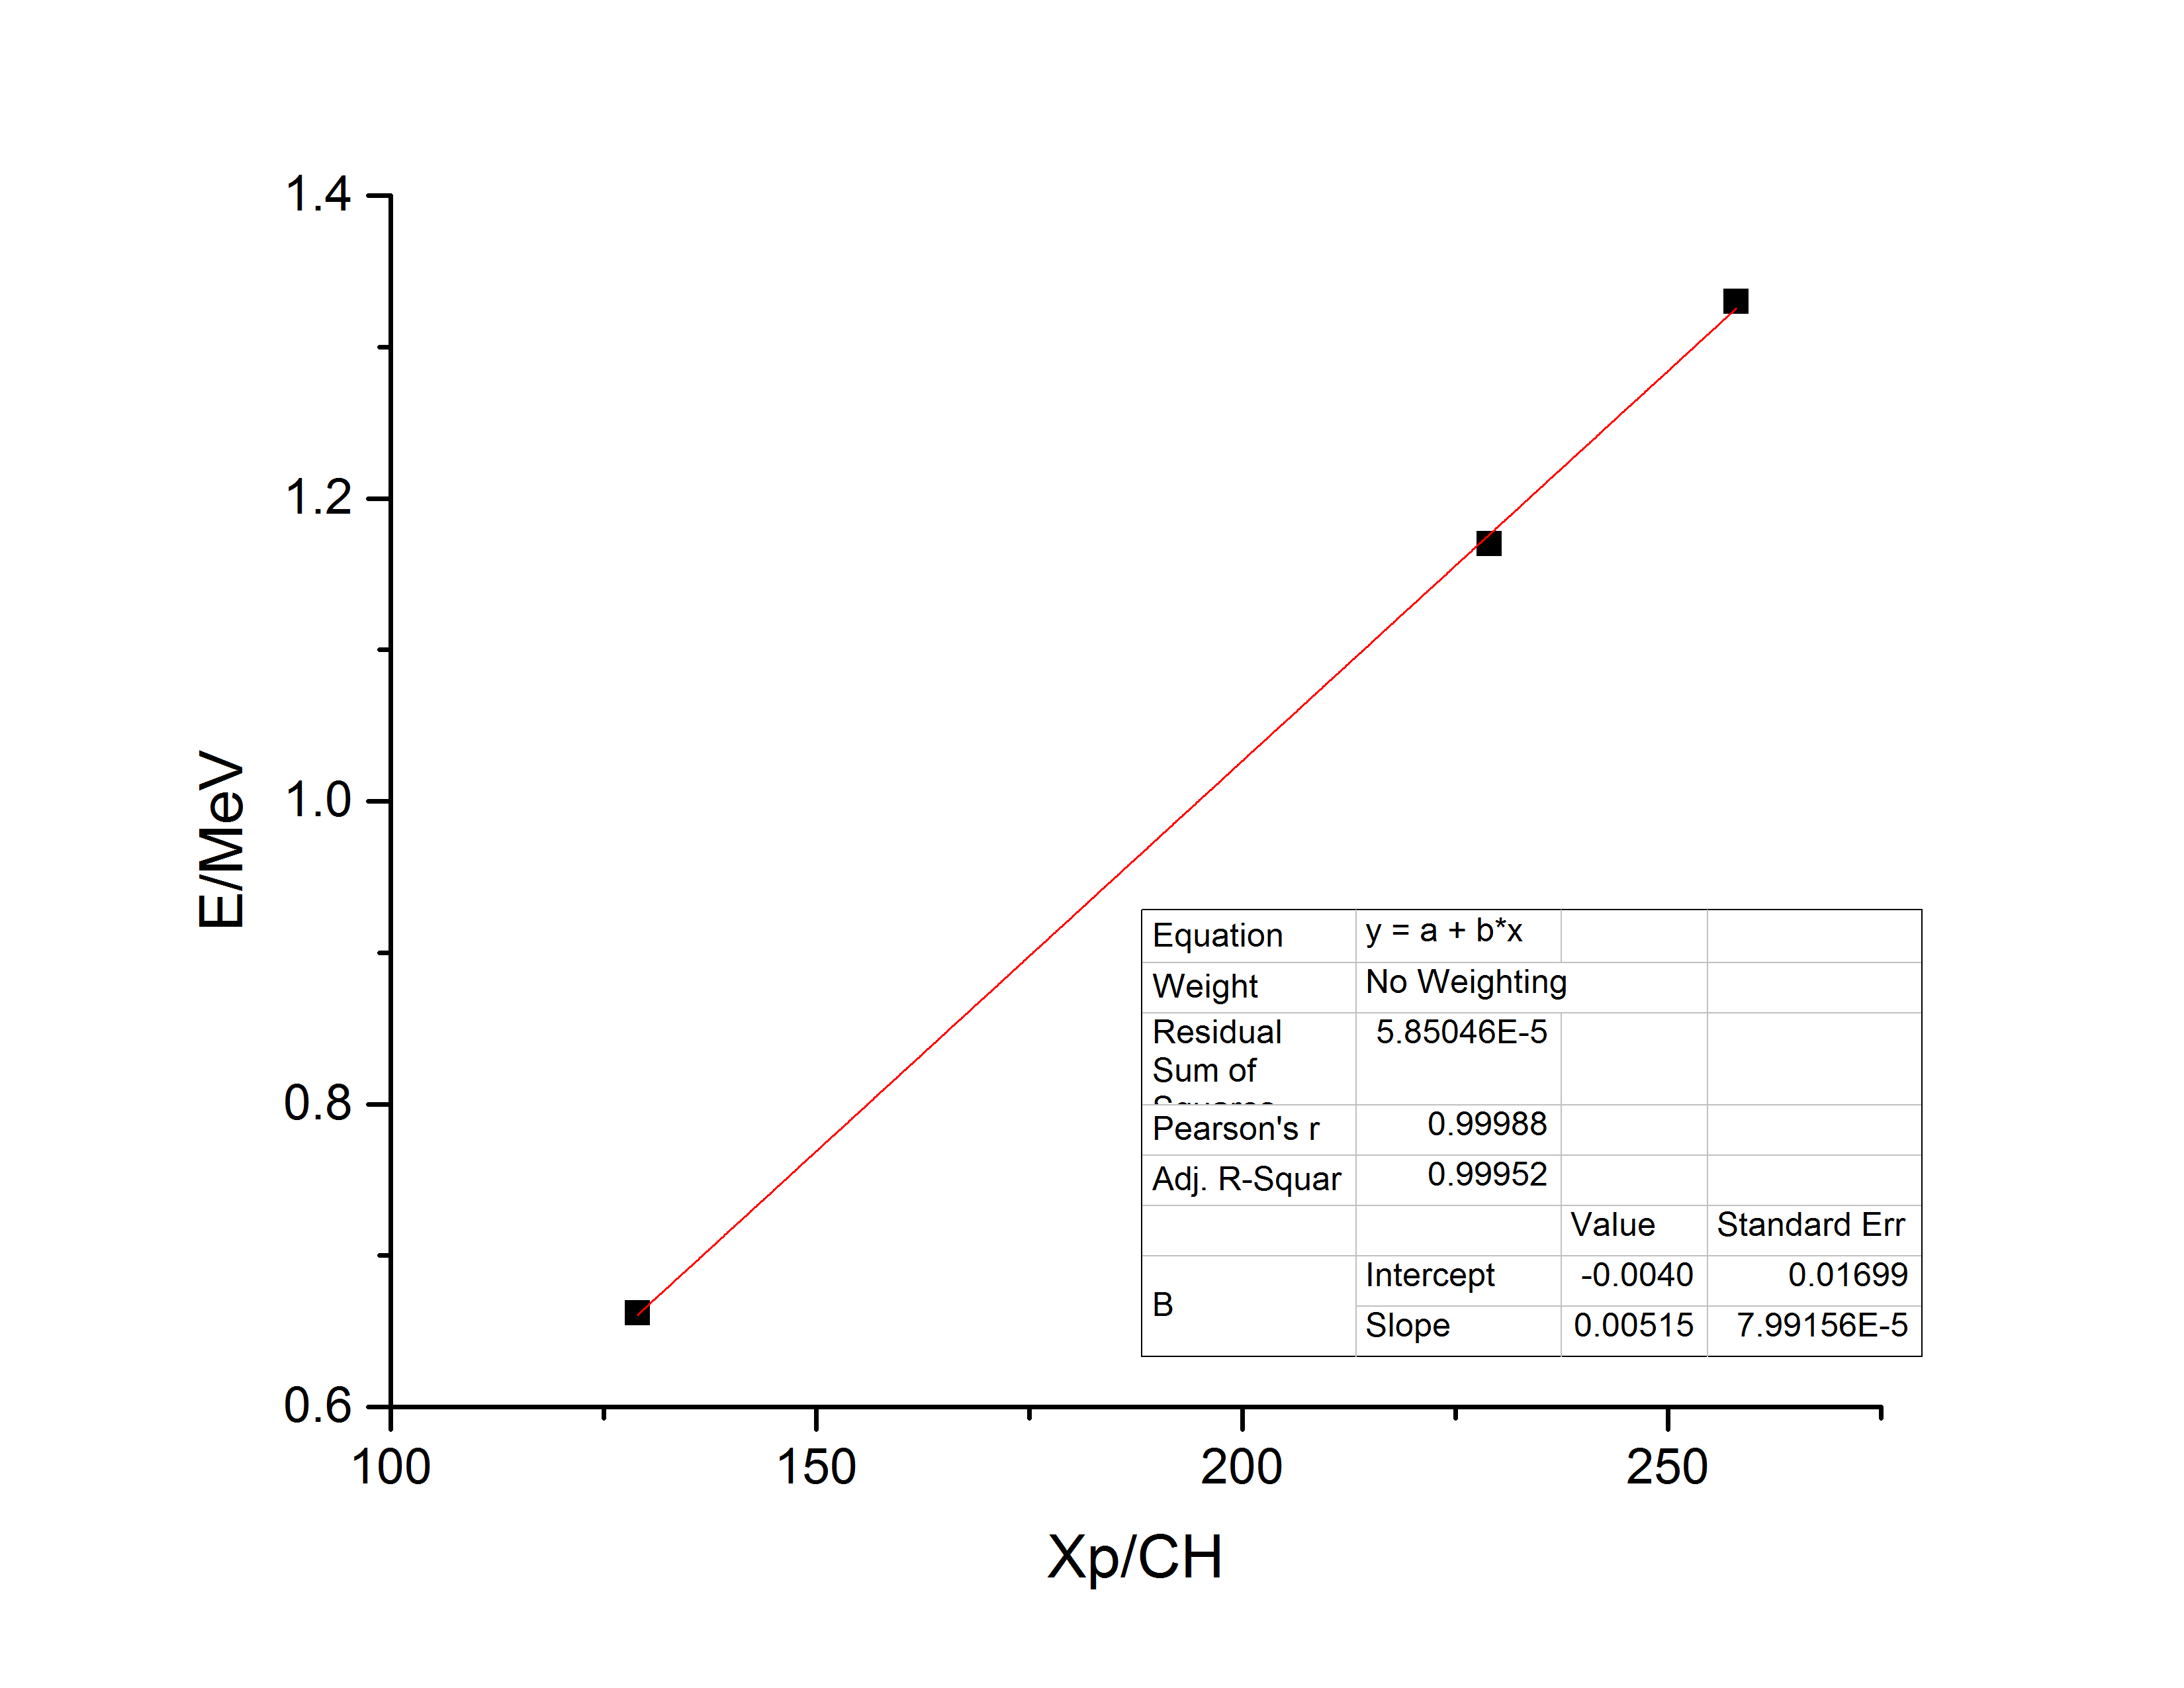 1.4
1.2
1.0
0.8
0.6
E/MeV
100 150 200 250
Xp/CH
Equation y = a + b*x
Weight No Weighting
Residual 5.85046E-5
Sum of
Pearson's r 0.99988
Adj. R-Squar 0.99952
Value Standard Err
B
Intercept -0.0040 0.01699
Slope 0.00515 7.99156E-5